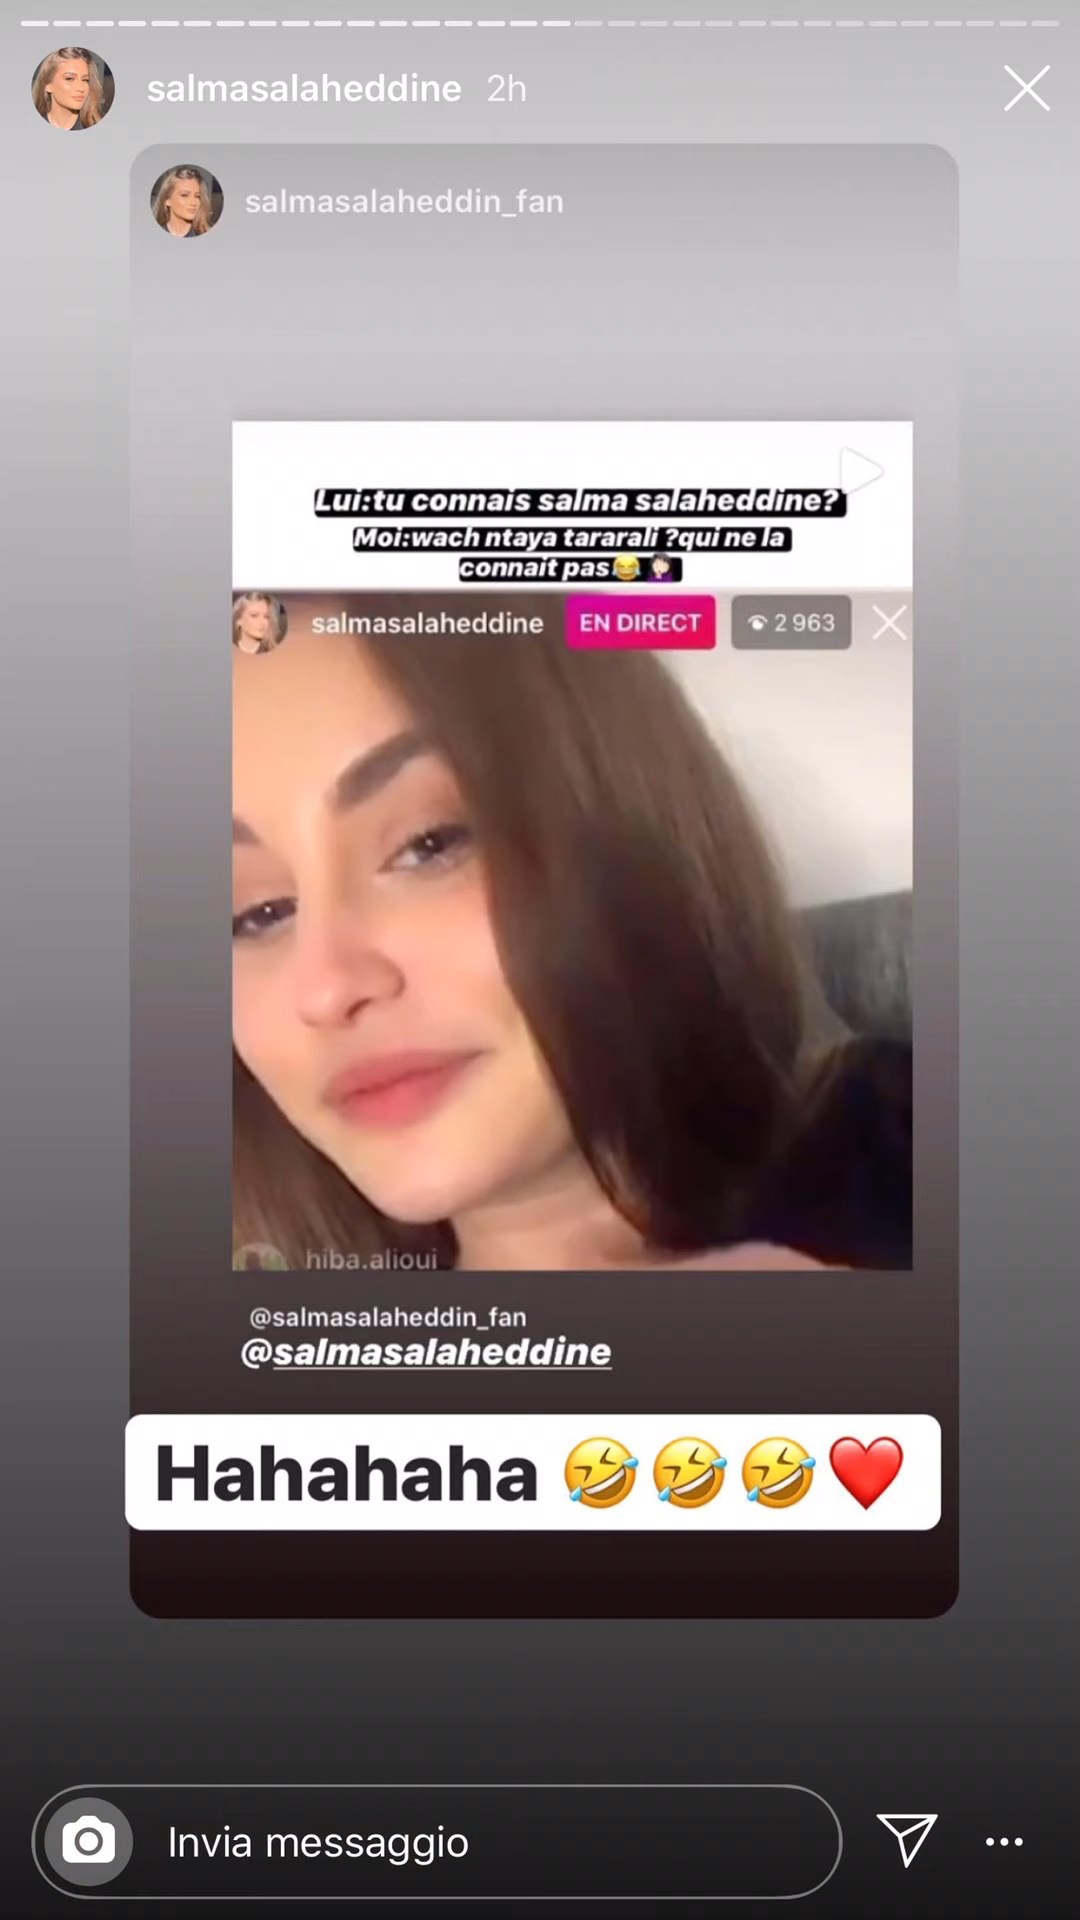 salmasalaheddine 2h
salmasalaheddin_fan
Lui:tu connais salma salaheddine?
Moi:wach ntaya tararali ?qui ne la
connait pas😂🤦🏻‍♀️
salmasalaheddine EN DIRECT 2 963
hiba.alioui
@salmasalaheddin_fan
@salmasalaheddine
Hahahaha 🤣🤣🤣❤️
Invia messaggio